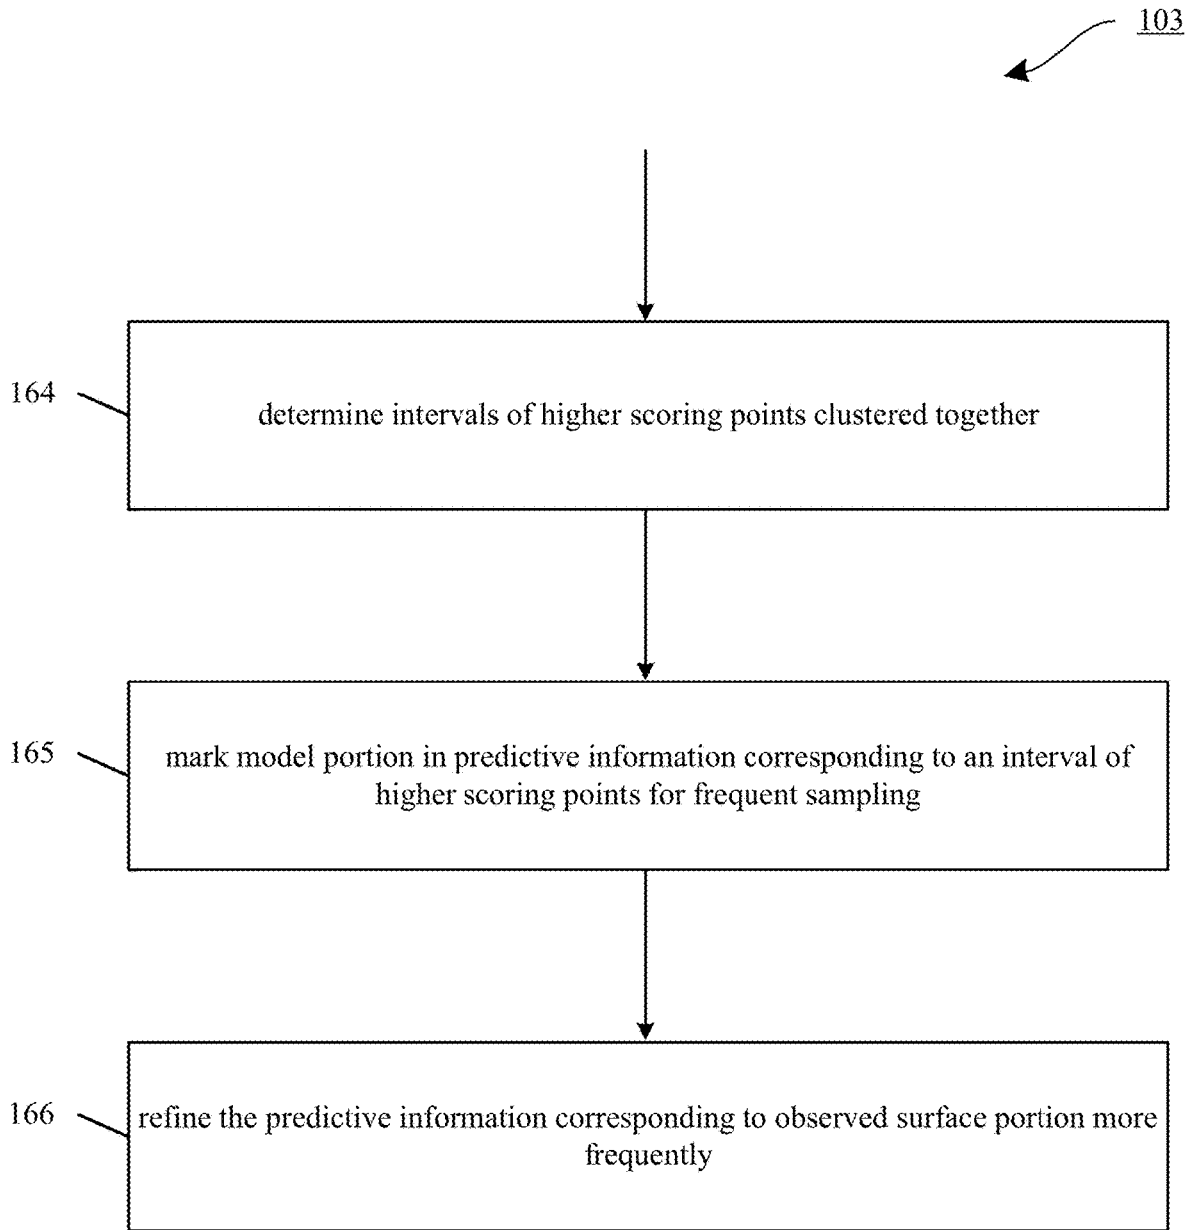 103
164
determine intervals of higher scoring points clustered together
165
mark model portion in predictive information corresponding to an interval of
higher scoring points for frequent sampling
166
refine the predictive information corresponding to observed surface portion more
frequently